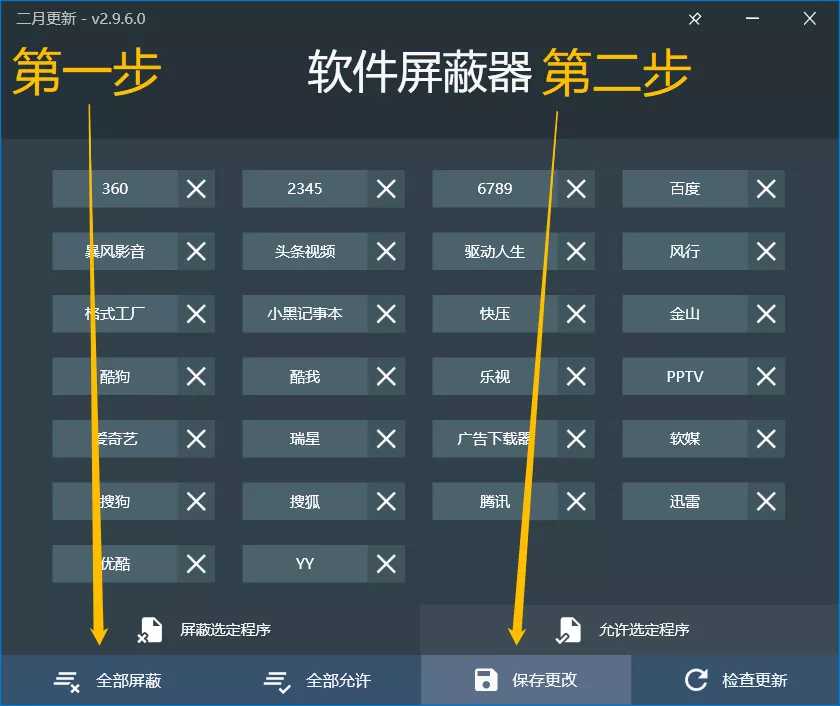 二月更新 - v2.9.6.0
第一步 软件屏蔽器 第二步
360 2345 6789 百度
暴风影音 头条视频 驱动人生 风行
格式工厂 小黑记事本 快压 金山
酷狗 酷我 乐视 PPTV
爱奇艺 瑞星 广告下载器 软媒
搜狗 搜狐 腾讯 迅雷
优酷 YY
屏蔽选定程序 允许选定程序
全部屏蔽 全部允许 保存更改 检查更新